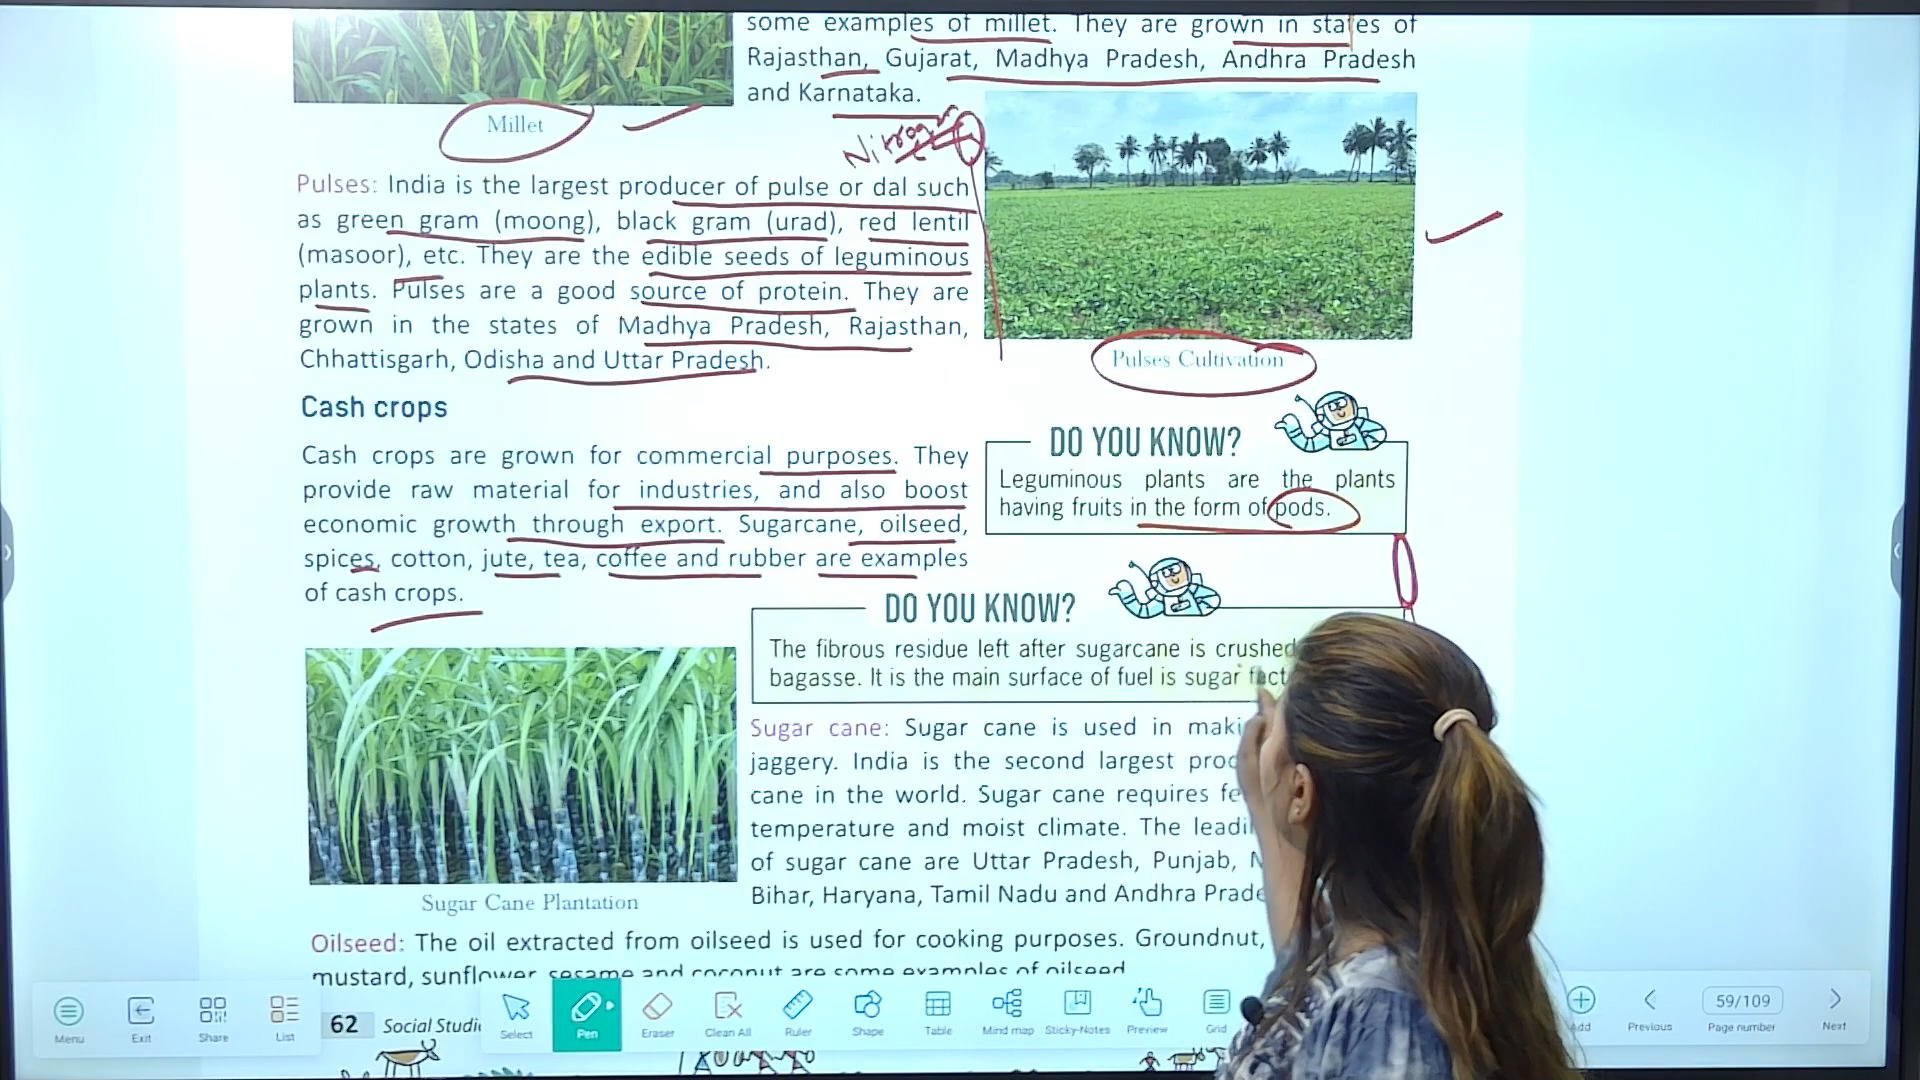 some examples of millet. They are grown in states of
Rajasthan, Gujarat, Madhya Pradesh, Andhra Pradesh
and Karnataka.
Millet
Nitrogen
Pulses: India is the largest producer of pulse or dal such
as green gram (moong), black gram (urad), red lentil
(masoor), etc. They are the edible seeds of leguminous
plants. Pulses are a good source of protein. They are
grown in the states of Madhya Pradesh, Rajasthan,
Chhattisgarh, Odisha and Uttar Pradesh.
Pulses Cultivation
Cash crops
Cash crops are grown for commercial purposes. They
provide raw material for industries, and also boost
economic growth through export. Sugarcane, oilseed,
spices, cotton, jute, tea, coffee and rubber are examples
of cash crops.
DO YOU KNOW?
Leguminous plants are the plants
having fruits in the form of pods.
DO YOU KNOW?
The fibrous residue left after sugarcane is crushed
bagasse. It is the main surface of fuel is sugar
Sugar cane: Sugar cane is used in
jaggery. India is the second largest
cane in the world. Sugar cane requires
temperature and moist climate. The
of sugar cane are Uttar Pradesh, Punjab,
Bihar, Haryana, Tamil Nadu and Andhra
Sugar Cane Plantation
Oilseed: The oil extracted from oilseed is used for cooking purposes. Groundnut,
mustard, sunflower, sesame and coconut are some examples of oilseed
62 Social
Menu
Exit
Share
List
Select
Pen
Eraser
Clean All
Ruler
Shape
Table
Mind map
Sticky-Notes
Preview
Grid
Add
Previous
59/109
Page number
Next